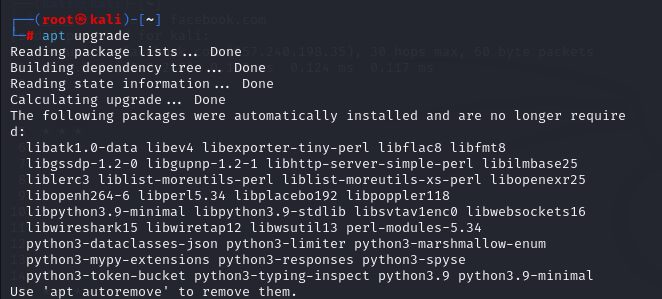 ┌──(root㉿kali)-[~]
└─# apt upgrade
Reading package lists... Done
Building dependency tree... Done
Reading state information... Done
Calculating upgrade... Done
The following packages were automatically installed and are no longer require
d:
  libatk1.0-data libev4 libexporter-tiny-perl libflac8 libfmt8
  libgssdp-1.2-0 libgupnp-1.2-1 libhttp-server-simple-perl libilmbase25
  liblerc3 liblist-moreutils-perl liblist-moreutils-xs-perl libopenexr25
  libopenh264-6 libperl5.34 libplacebo192 libpoppler118
  libpython3.9-minimal libpython3.9-stdlib libsvtav1enc0 libwebsockets16
  libwireshark15 libwiretap12 libwsutil13 perl-modules-5.34
  python3-dataclasses-json python3-limiter python3-marshmallow-enum
  python3-mypy-extensions python3-responses python3-spyse
  python3-token-bucket python3-typing-inspect python3.9 python3.9-minimal
Use 'apt autoremove' to remove them.